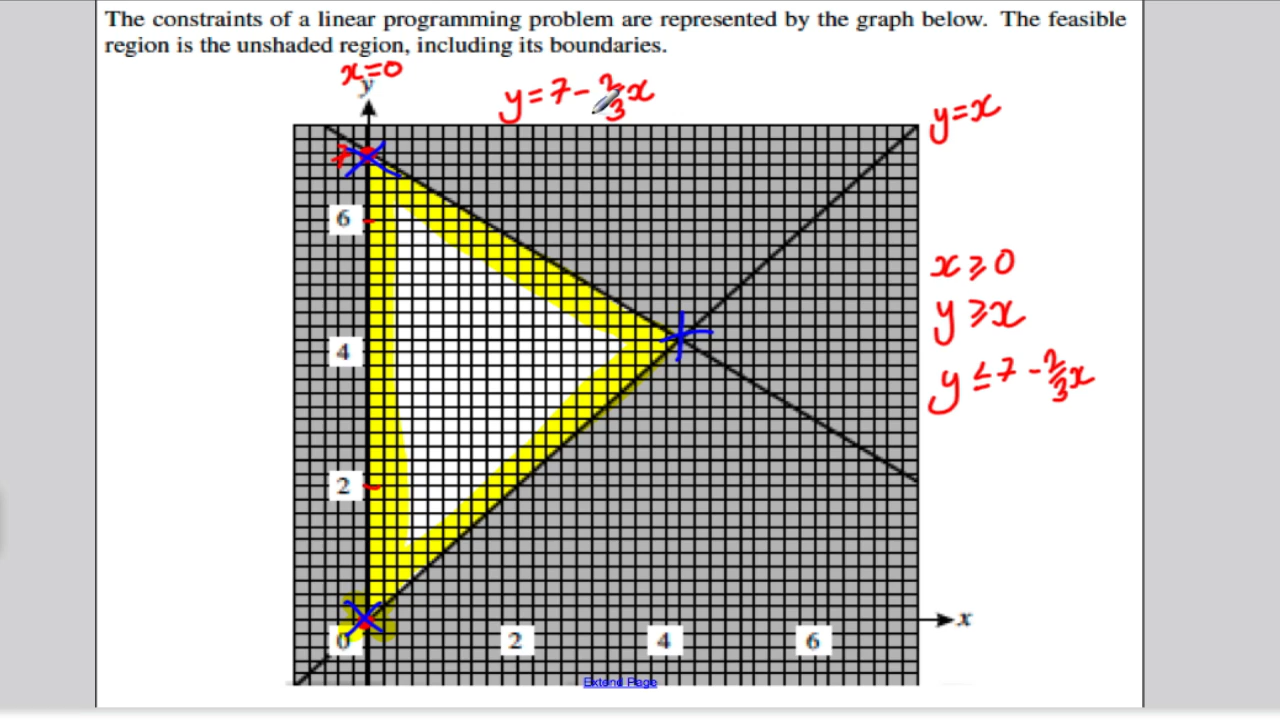 The constraints of a linear programming problem are represented by the graph below. The feasible
region is the unshaded region, including its boundaries.
x=0
y
y=7-2/3x
y=x
7
6
x≥0
y≥x
4
y≤7-2/3x
2
x
0 2 4 6
Extend Page